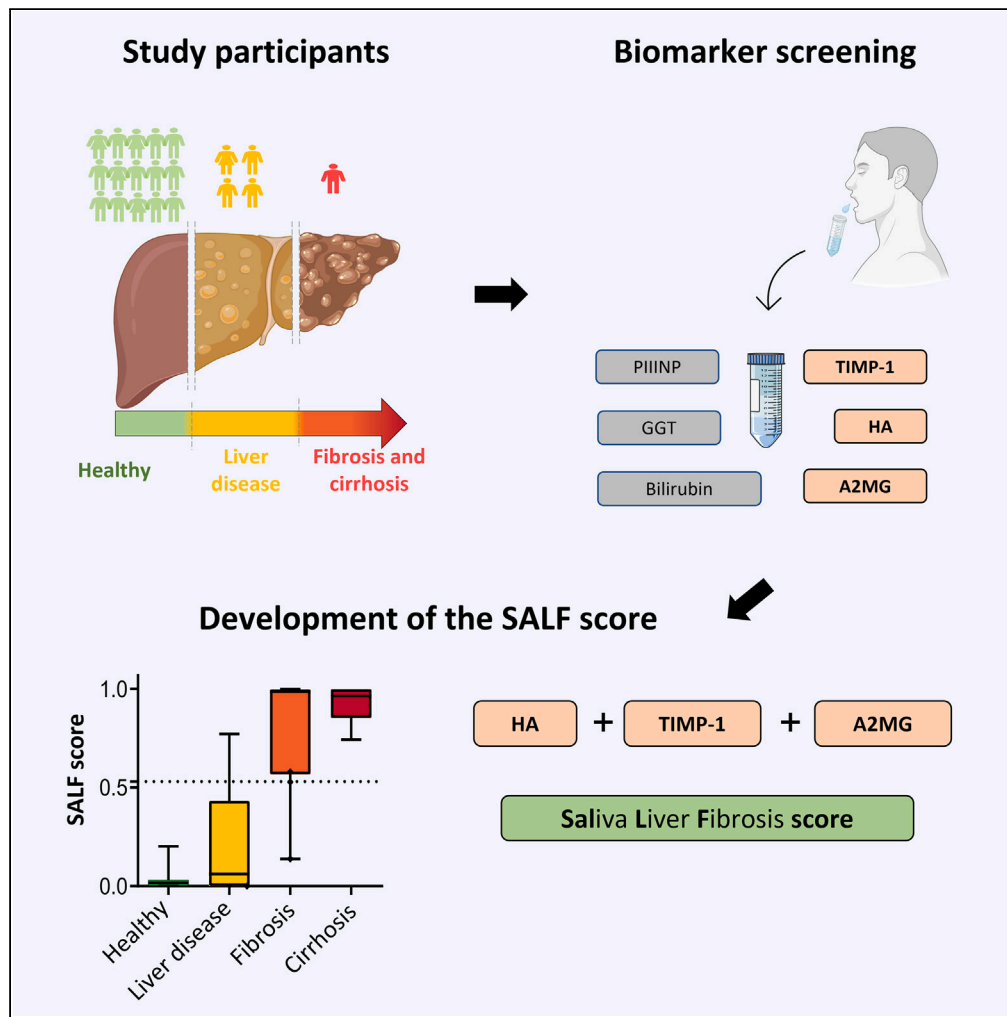 Study participants
Biomarker screening
Healthy
Liver
disease
Fibrosis and
cirrhosis
PIIINP
TIMP-1
GGT
HA
Bilirubin
A2MG
Development of the SALF score
SALF score
1.0
0.5
0.0
Healthy
Liver disease
Fibrosis
Cirrhosis
HA + TIMP-1 + A2MG
Saliva Liver Fibrosis score